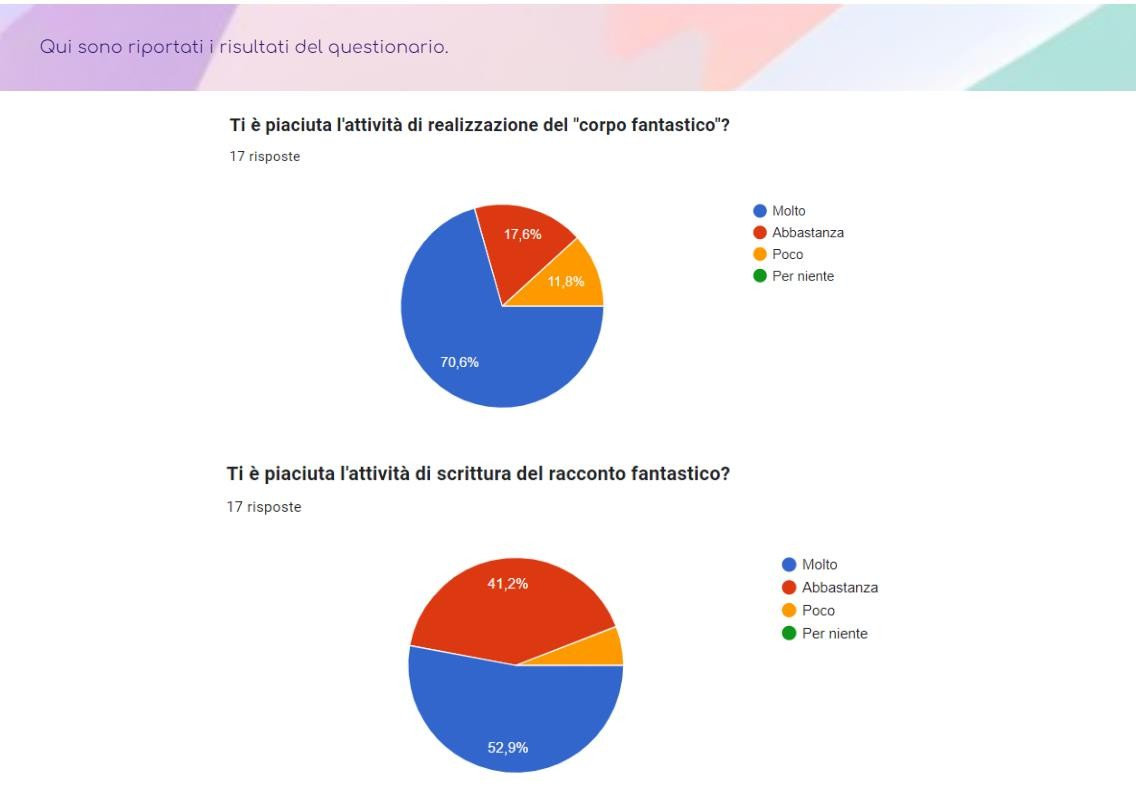 Qui sono riportati i risultati del questionario.
Ti è piaciuta l'attività di realizzazione del "corpo fantastico"?
17 risposte
17,6%
11,8%
70,6%
Molto
Abbastanza
Poco
Per niente
Ti è piaciuta l'attività di scrittura del racconto fantastico?
17 risposte
41,2%
52,9%
Molto
Abbastanza
Poco
Per niente